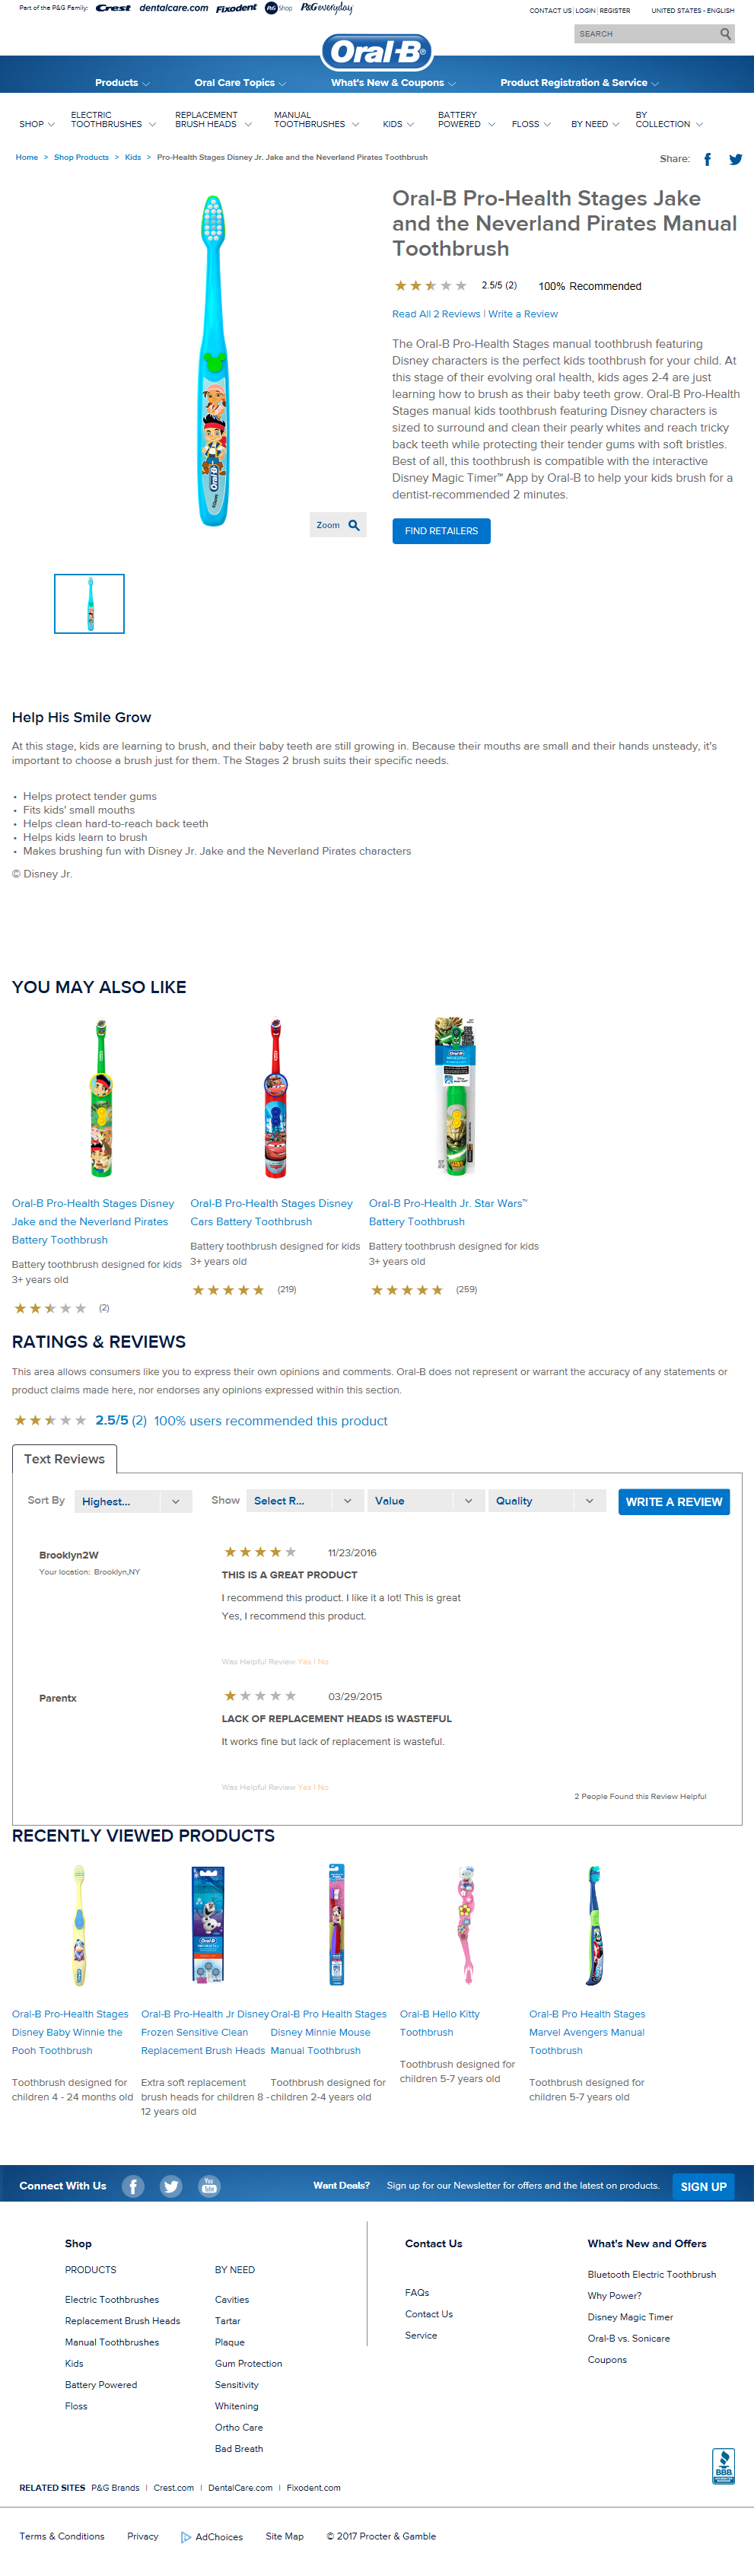 Part of the P&G Family: Crest dentalcare.com Fixodent P&G Shop P&G everyday
CONTACT US | LOGIN | REGISTER UNITED STATES - ENGLISH
SEARCH
Oral-B
Products Oral Care Topics What's New & Coupons Product Registration & Service
SHOP ELECTRIC TOOTHBRUSHES REPLACEMENT BRUSH HEADS MANUAL TOOTHBRUSHES KIDS BATTERY POWERED FLOSS BY NEED BY COLLECTION
Home > Shop Products > Kids > Pro-Health Stages Disney Jr. Jake and the Neverland Pirates Toothbrush
Share:
Oral-B Pro-Health Stages Jake
and the Neverland Pirates Manual
Toothbrush
2.5/5 (2) 100% Recommended
Read All 2 Reviews | Write a Review
The Oral-B Pro-Health Stages manual toothbrush featuring
Disney characters is the perfect kids toothbrush for your child. At
this stage of their evolving oral health, kids ages 2-4 are just
learning how to brush as their baby teeth grow. Oral-B Pro-Health
Stages manual kids toothbrush featuring Disney characters is
sized to surround and clean their pearly whites and reach tricky
back teeth while protecting their tender gums with soft bristles.
Best of all, this toothbrush is compatible with the interactive
Disney Magic Timer™ App by Oral-B to help your kids brush for a
dentist-recommended 2 minutes.
Oral-B
Zoom
FIND RETAILERS
Help His Smile Grow
At this stage, kids are learning to brush, and their baby teeth are still growing in. Because their mouths are small and their hands unsteady, it's
important to choose a brush just for them. The Stages 2 brush suits their specific needs.
• Helps protect tender gums
• Fits kids' small mouths
• Helps clean hard-to-reach back teeth
• Helps kids learn to brush
• Makes brushing fun with Disney Jr. Jake and the Neverland Pirates characters
© Disney Jr.
YOU MAY ALSO LIKE
Oral-B Pro-Health Stages Disney
Jake and the Neverland Pirates
Battery Toothbrush
Battery toothbrush designed for kids
3+ years old
(2)
Oral-B Pro-Health Stages Disney
Cars Battery Toothbrush
Battery toothbrush designed for kids
3+ years old
(219)
Oral-B Pro-Health Jr. Star Wars™
Battery Toothbrush
Battery toothbrush designed for kids
3+ years old
(259)
RATINGS & REVIEWS
This area allows consumers like you to express their own opinions and comments. Oral-B does not represent or warrant the accuracy of any statements or
product claims made here, nor endorses any opinions expressed within this section.
2.5/5 (2) 100% users recommended this product
Text Reviews
Sort By Highest... Show Select R... Value Quality WRITE A REVIEW
Brooklyn2W
Your location: Brooklyn,NY
11/23/2016
THIS IS A GREAT PRODUCT
I recommend this product. I like it a lot! This is great
Yes, I recommend this product.
Was Helpful Review Yes | No
Parentx
03/29/2015
LACK OF REPLACEMENT HEADS IS WASTEFUL
It works fine but lack of replacement is wasteful.
Was Helpful Review Yes | No
2 People Found this Review Helpful
RECENTLY VIEWED PRODUCTS
Oral-B Pro-Health Stages
Disney Baby Winnie the
Pooh Toothbrush
Toothbrush designed for
children 4 - 24 months old
Oral-B Pro-Health Jr Disney
Frozen Sensitive Clean
Replacement Brush Heads
Extra soft replacement
brush heads for children 8 -
12 years old
Oral-B Pro Health Stages
Disney Minnie Mouse
Manual Toothbrush
Toothbrush designed for
children 2-4 years old
Oral-B Hello Kitty
Toothbrush
Toothbrush designed for
children 5-7 years old
Oral-B Pro Health Stages
Marvel Avengers Manual
Toothbrush
Toothbrush designed for
children 5-7 years old
Connect With Us You Tube Want Deals? Sign up for our Newsletter for offers and the latest on products. SIGN UP
Shop
PRODUCTS
Electric Toothbrushes
Replacement Brush Heads
Manual Toothbrushes
Kids
Battery Powered
Floss
BY NEED
Cavities
Tartar
Plaque
Gum Protection
Sensitivity
Whitening
Ortho Care
Bad Breath
Contact Us
FAQs
Contact Us
Service
What's New and Offers
Bluetooth Electric Toothbrush
Why Power?
Disney Magic Timer
Oral-B vs. Sonicare
Coupons
BBB
RELATED SITES P&G Brands | Crest.com | DentalCare.com | Fixodent.com
Terms & Conditions Privacy AdChoices Site Map © 2017 Procter & Gamble